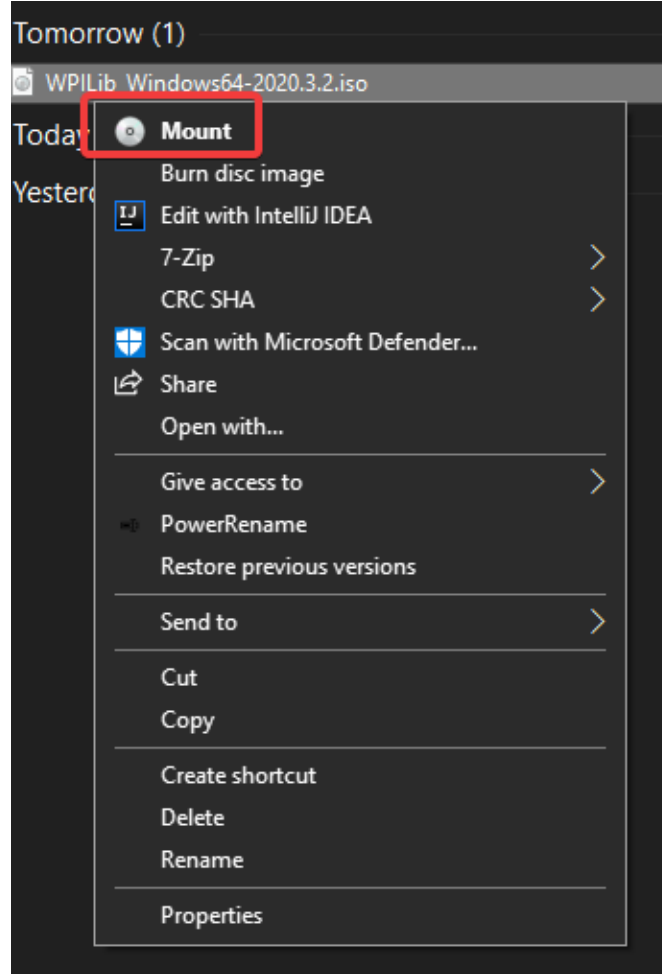 Tomorrow (1)
WPILib_Windows64-2020.3.2.iso
Today
Mount
Burn disc image
Yesterd
Edit with IntelliJ IDEA
7-Zip
CRC SHA
Scan with Microsoft Defender...
Share
Open with...
Give access to
PowerRename
Restore previous versions
Send to
Cut
Copy
Create shortcut
Delete
Rename
Properties